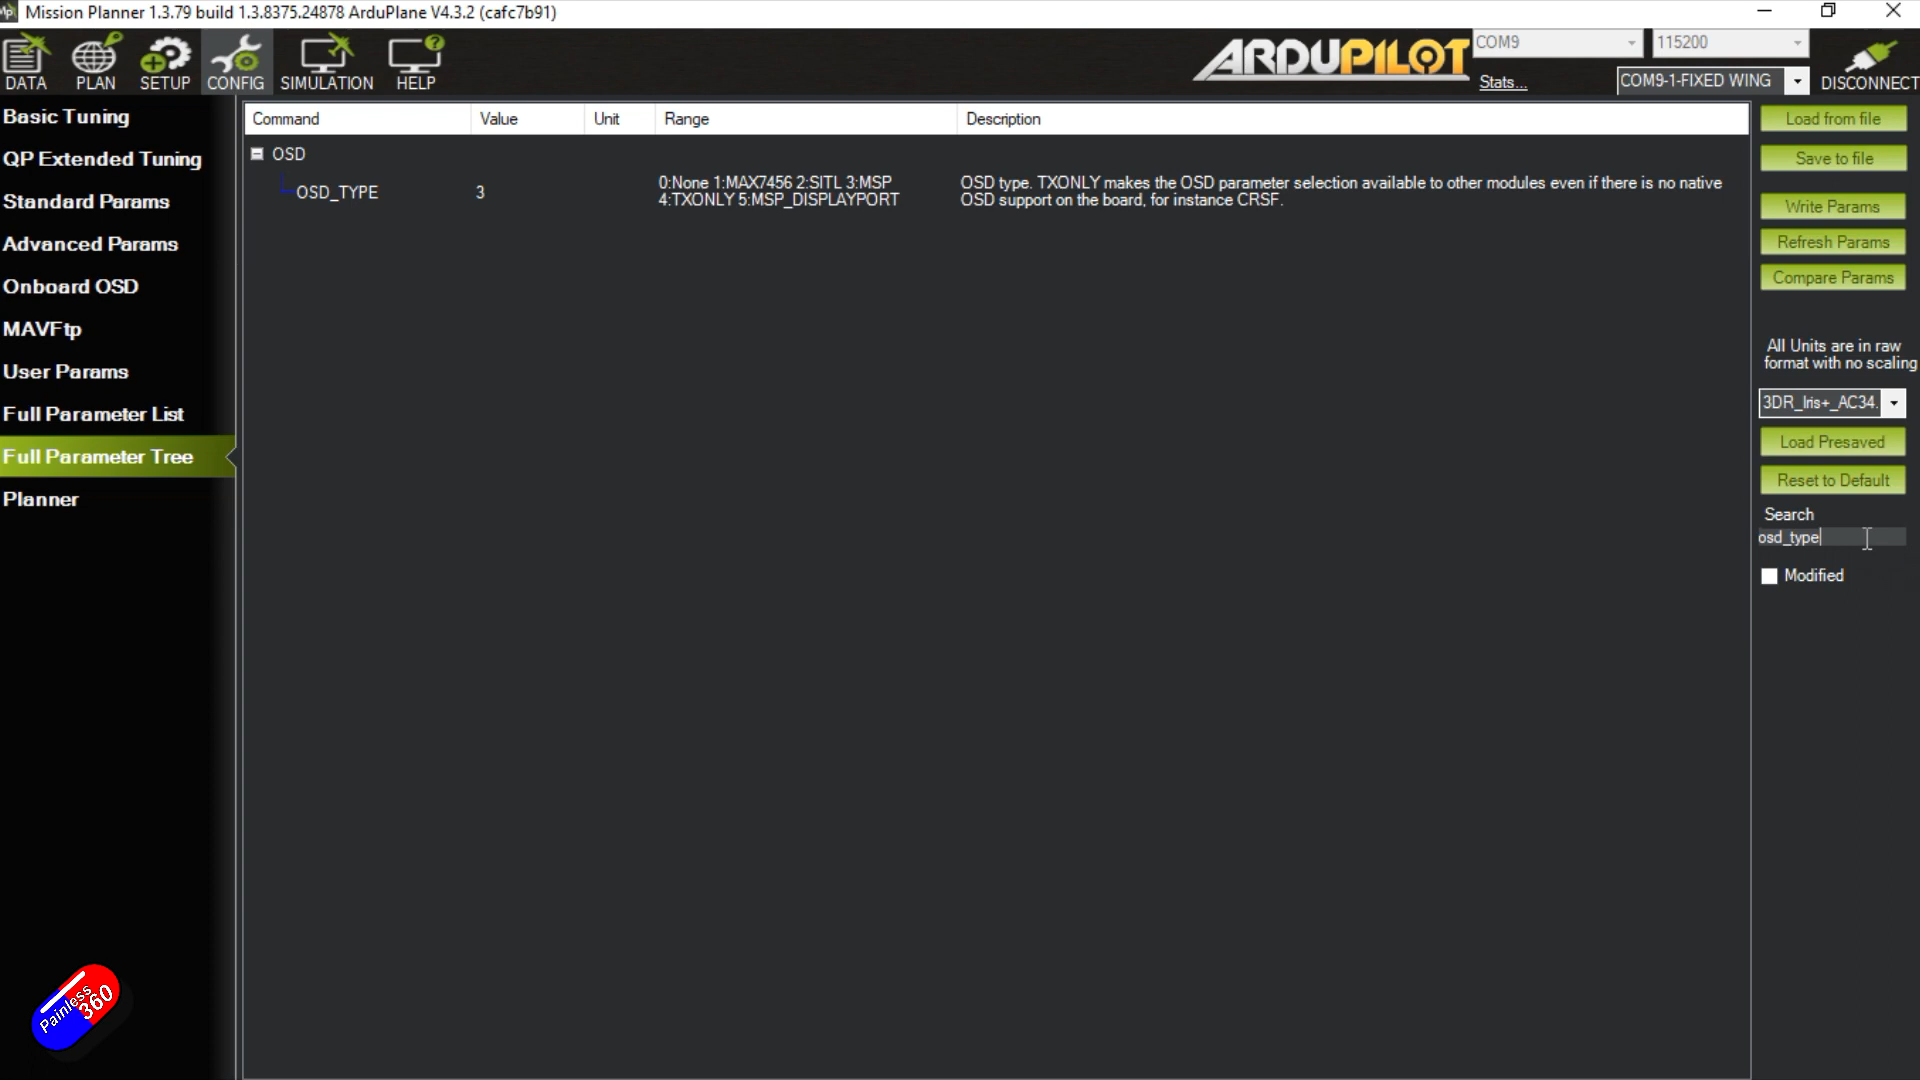 Mission Planner 1.3.79 build 1.3.8375.24878 ArduPlane V4.3.2 (cafc7b91)
DATA PLAN SETUP CONFIG SIMULATION HELP
ARDUPILOT
COM9 115200
Stats... COM9-1-FIXED WING DISCONNECT
Basic Tuning
QP Extended Tuning
Standard Params
Advanced Params
Onboard OSD
MAVFtp
User Params
Full Parameter List
Full Parameter Tree
Planner
Command Value Unit Range Description
OSD
OSD_TYPE 3
0:None 1:MAX7456 2:SITL 3:MSP
4:TXONLY 5:MSP_DISPLAYPORT
OSD type. TXONLY makes the OSD parameter selection available to other modules even if there is no native
OSD support on the board, for instance CRSF.
Load from file
Save to file
Write Params
Refresh Params
Compare Params
All Units are in raw
format with no scaling
3DR_Iris+_AC34.
Load Presaved
Reset to Default
Search
osd_type
Modified
Painless
360